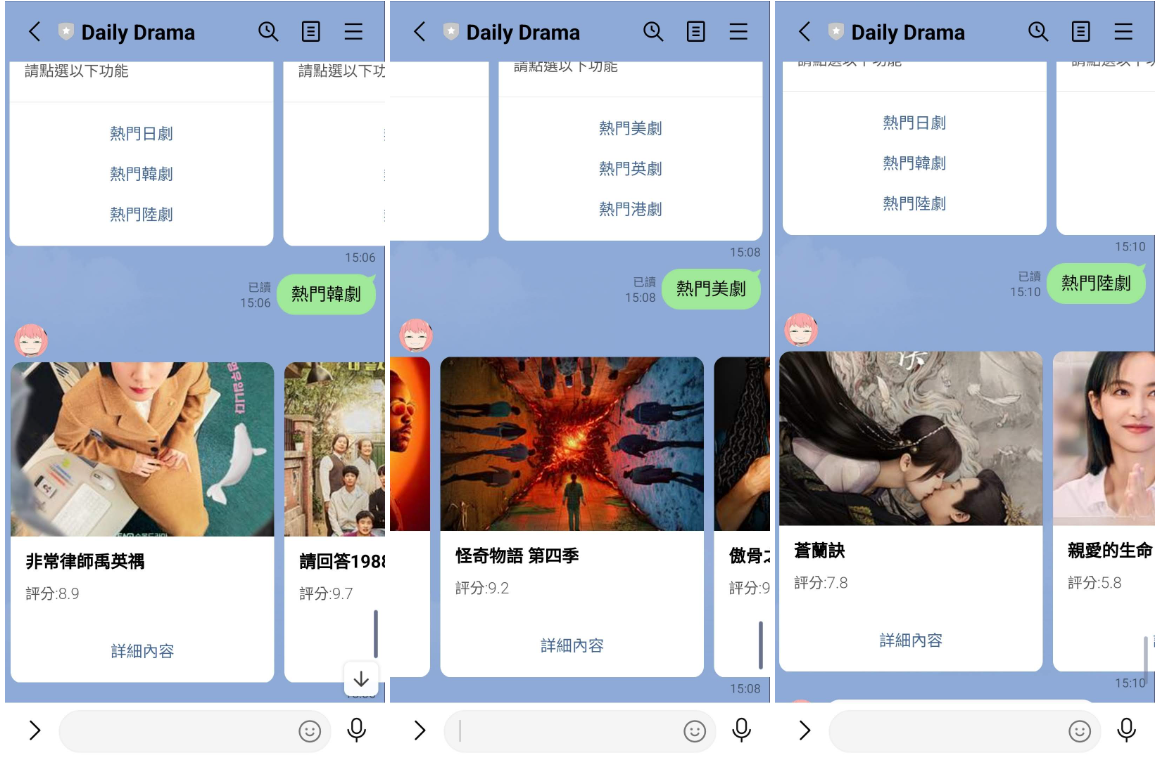 Daily Drama
請點選以下功能
請點選以下功
熱門日劇
熱門韓劇
熱門陸劇
15:06
已讀
15:06
熱門韓劇
非常律師禹英禑
評分:8.9
詳細內容
請回答1988
評分:9.7
Daily Drama
請點選以下功能
熱門美劇
熱門英劇
熱門港劇
15:08
已讀
15:08
熱門美劇
怪奇物語 第四季
評分:9.2
詳細內容
傲骨之
評分:9
15:08
Daily Drama
請點選以下功能
熱門日劇
熱門韓劇
熱門陸劇
15:10
已讀
15:10
熱門陸劇
蒼蘭訣
評分:7.8
詳細內容
親愛的生命
評分:5.8
15:10